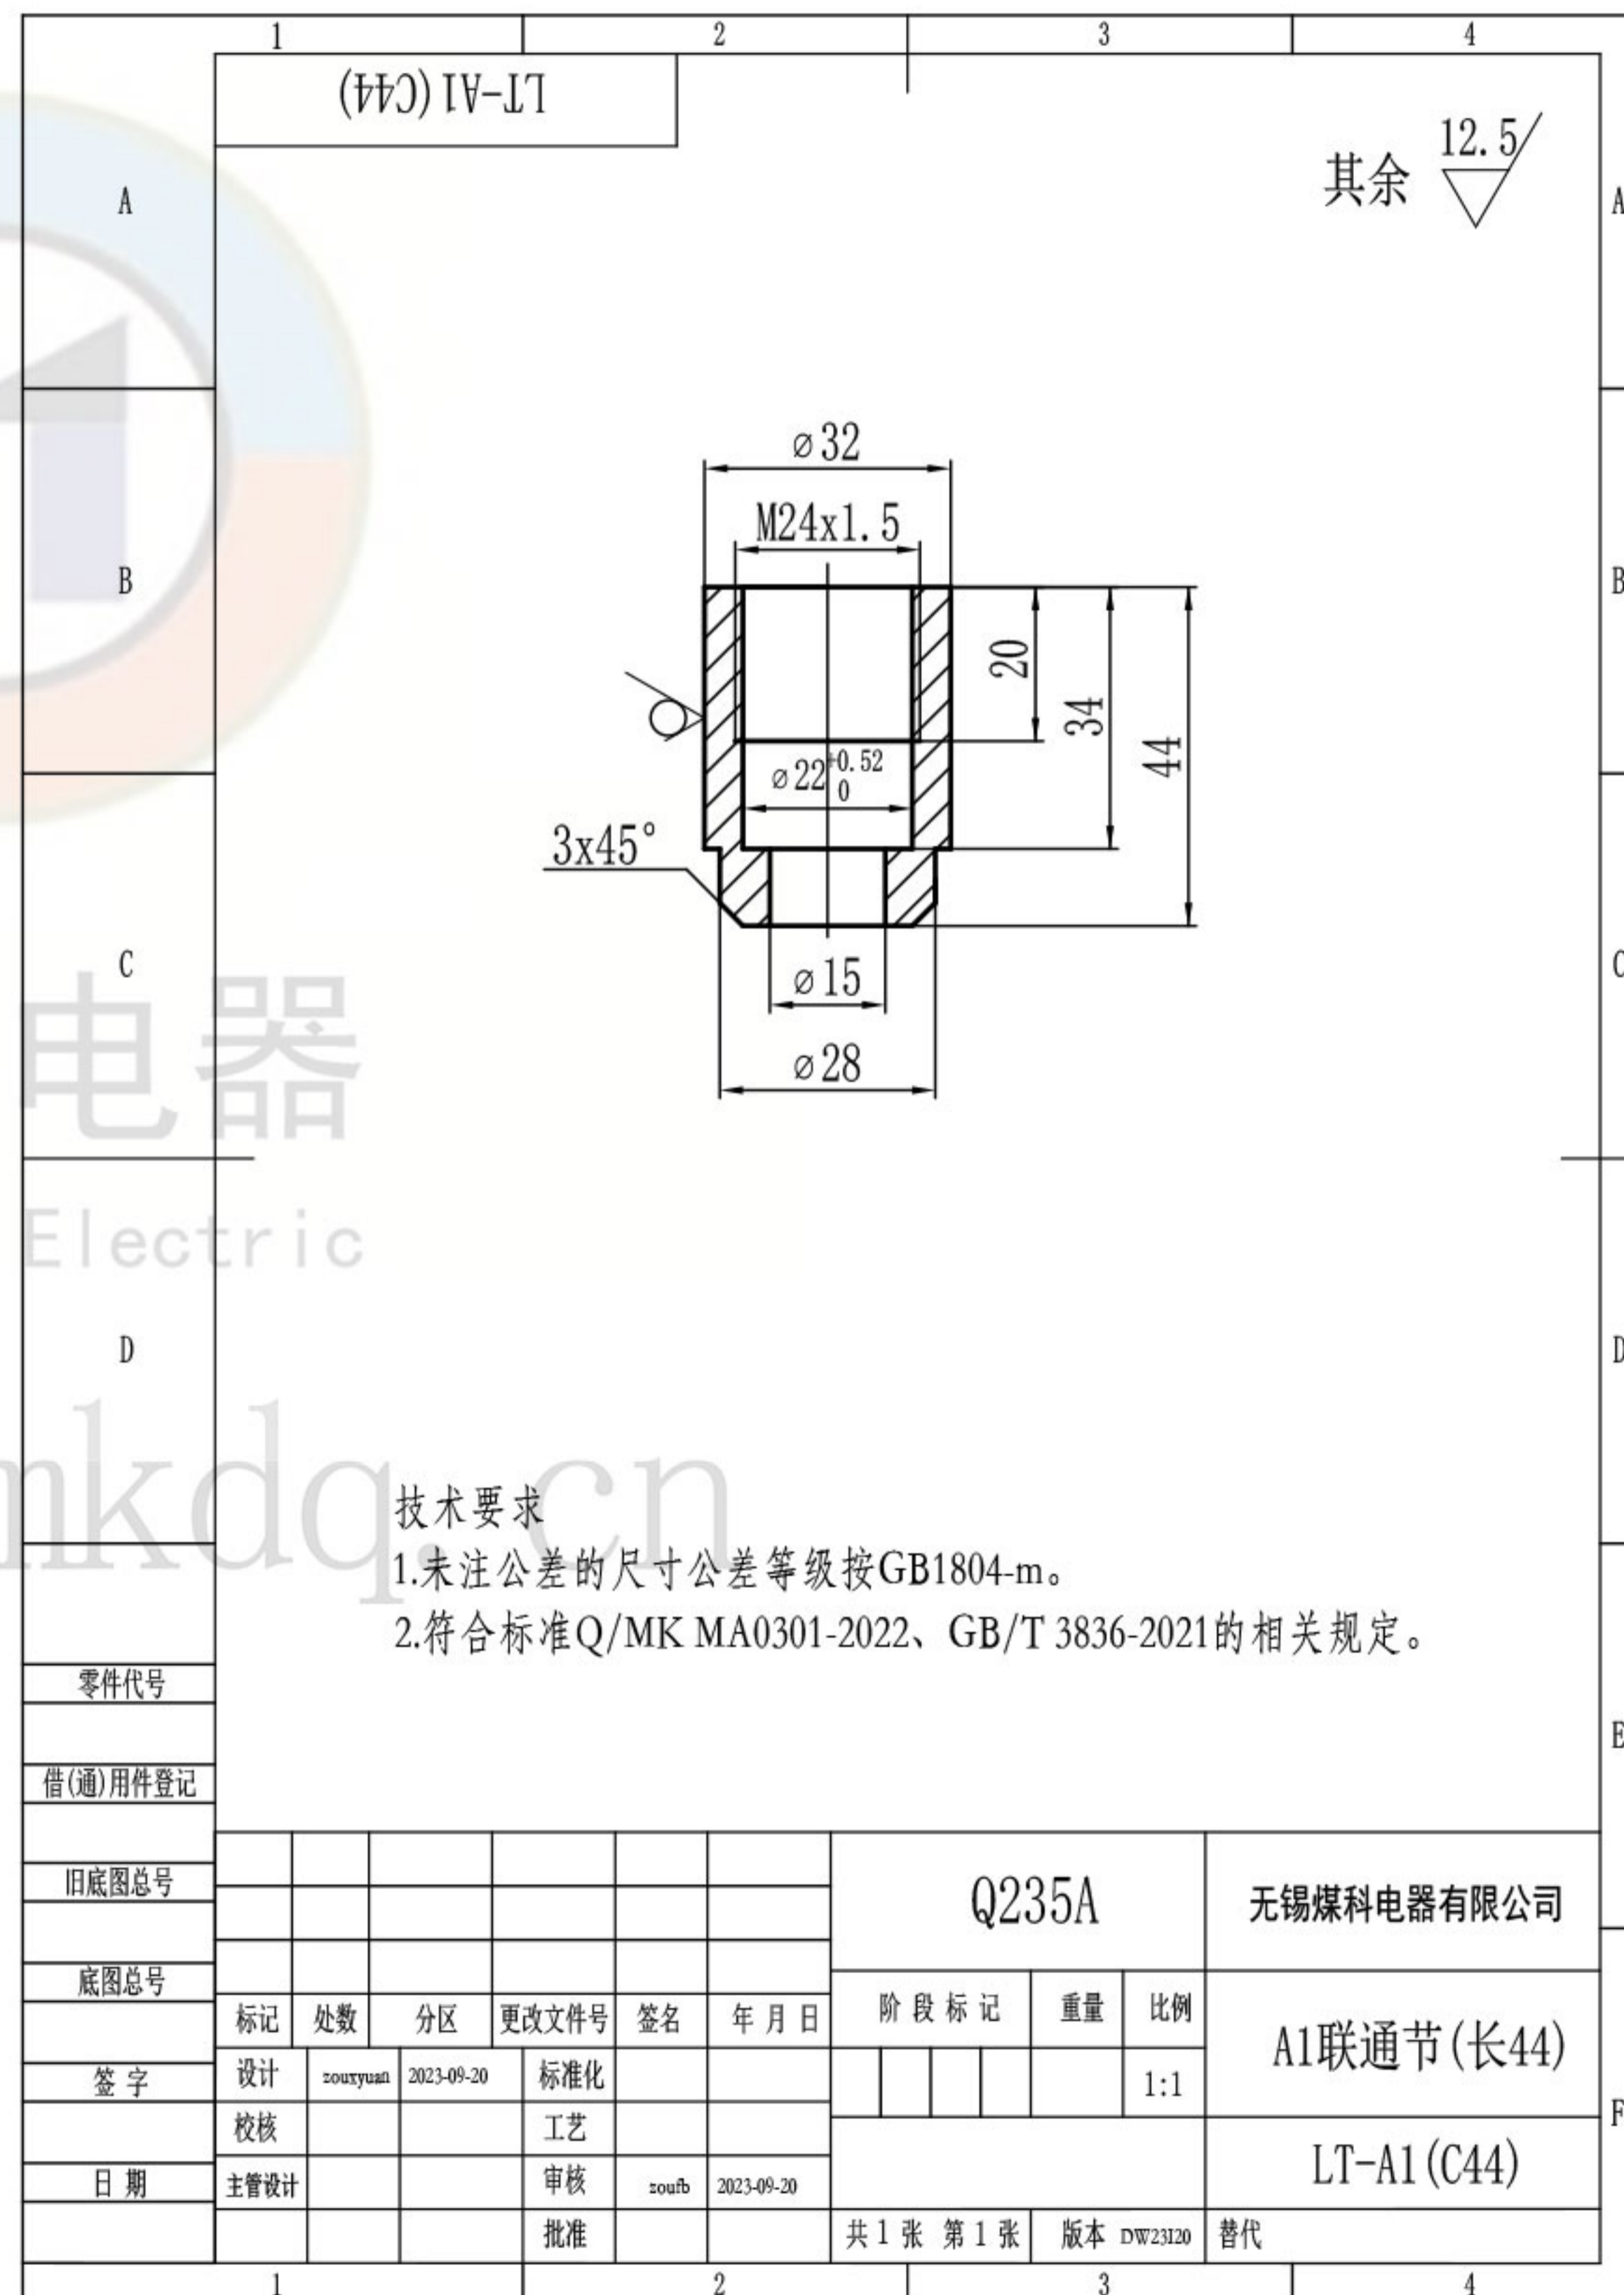 1 2 3 4
LT-A1(C44)
其余 12.5
A A
B B
C C
D D
E
F
⌀32
M24x1.5
20
34
44
⌀22 +0.52 0
3x45°
⌀15
⌀28
电器
Electric
mkdq.cn
技术要求
1.未注公差的尺寸公差等级按GB1804-m。
2.符合标准Q/MK MA0301-2022、GB/T 3836-2021的相关规定。
零件代号
借(通)用件登记
旧底图总号
底图总号
签字
日期
标记 处数 分区 更改文件号 签名 年月日
设计 zouxyuan 2023-09-20 标准化
校核 工艺
主管设计 审核 zoufb 2023-09-20
批准
Q235A
阶段标记 重量 比例
1:1
共1张 第1张 版本 DW23I20 替代
无锡煤科电器有限公司
A1联通节(长44)
LT-A1(C44)
1 2 3 4